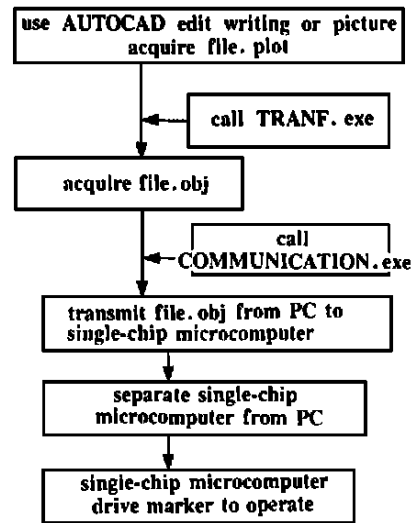 use AUTOCAD edit writing or picture
acquire file. plot
call TRANF. exe
acquire file. obj
call
COMMUNICATION. exe
transmit file. obj from PC to
single-chip microcomputer
separate single-chip
microcomputer from PC
single-chip microcomputer
drive marker to operate